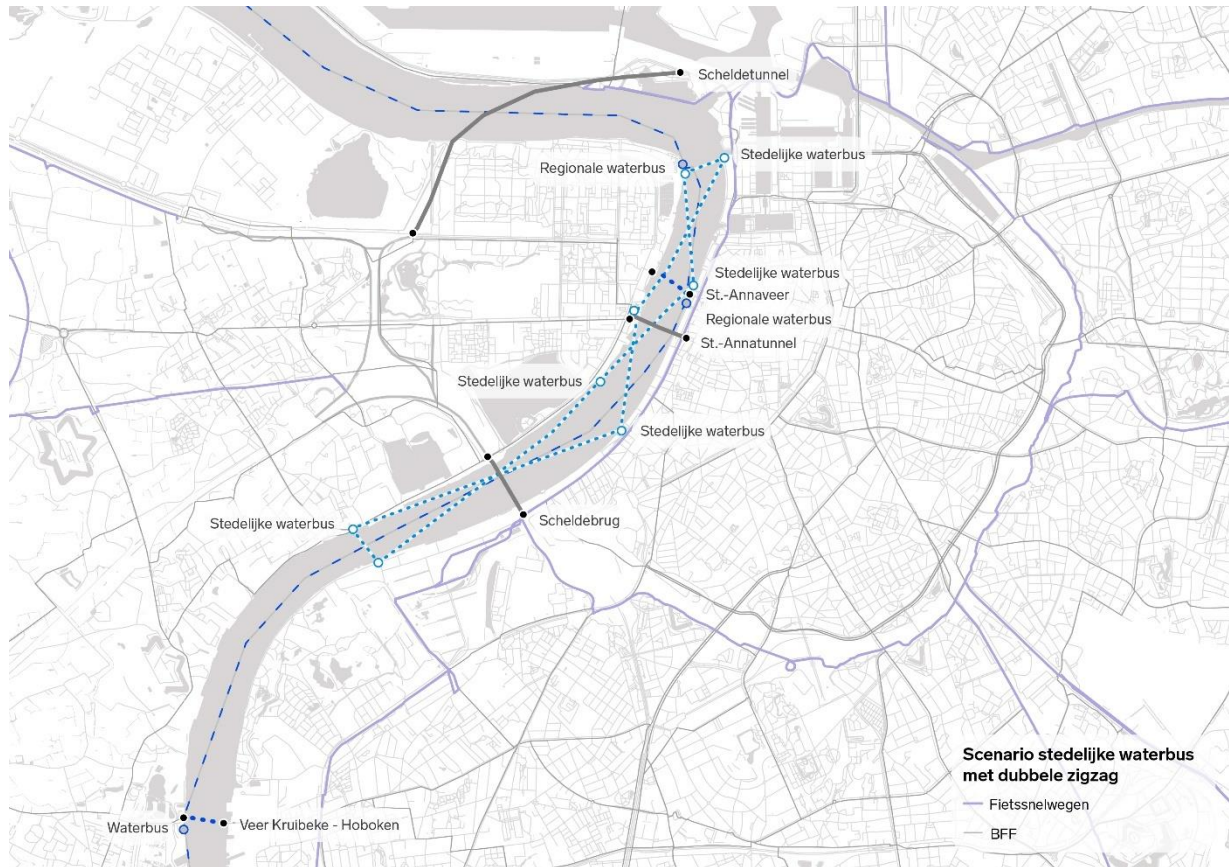 Scheldetunnel
Stedelijke waterbus
Regionale waterbus
Stedelijke waterbus
St.-Annaveer
Regionale waterbus
St.-Annatunnel
Stedelijke waterbus
Stedelijke waterbus
Scheldebrug
Stedelijke waterbus
Waterbus
Veer Kruibeke - Hoboken
Scenario stedelijke waterbus
met dubbele zigzag
Fietssnelwegen
BFF